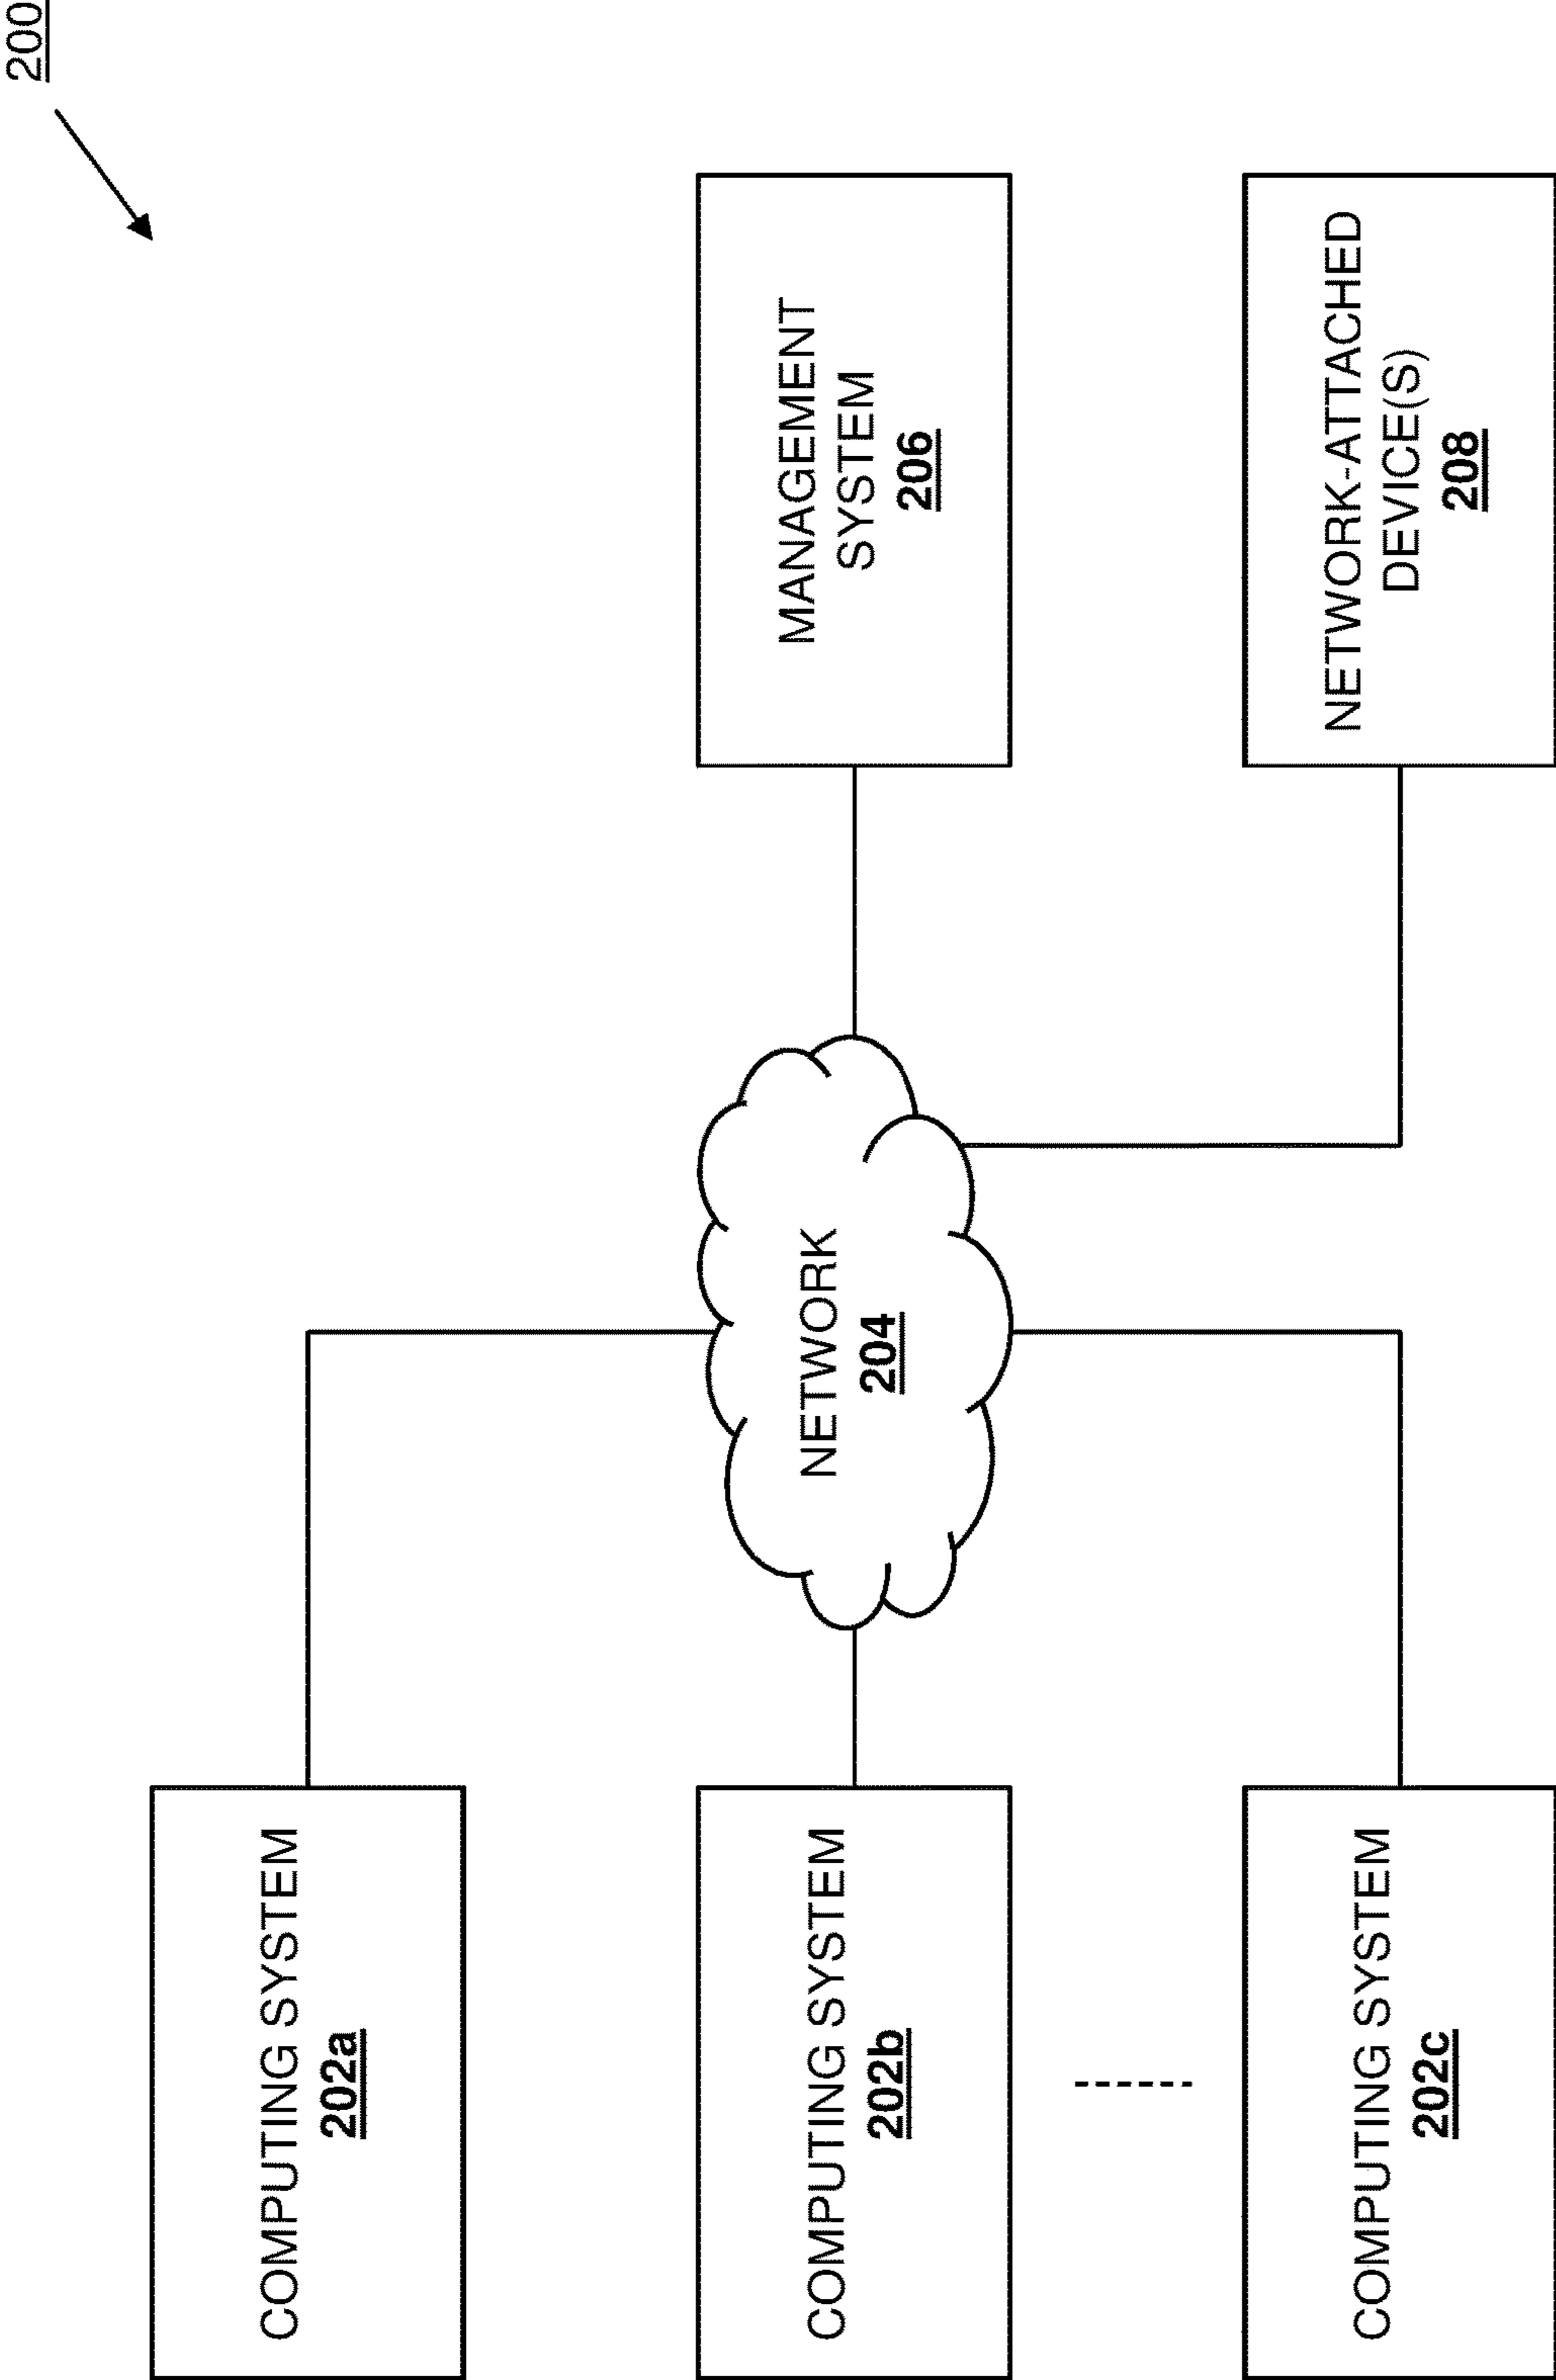 200
COMPUTING SYSTEM
202a
COMPUTING SYSTEM
202b
NETWORK
204
MANAGEMENT
SYSTEM
206
COMPUTING SYSTEM
202c
NETWORK-ATTACHED
DEVICE(S)
208